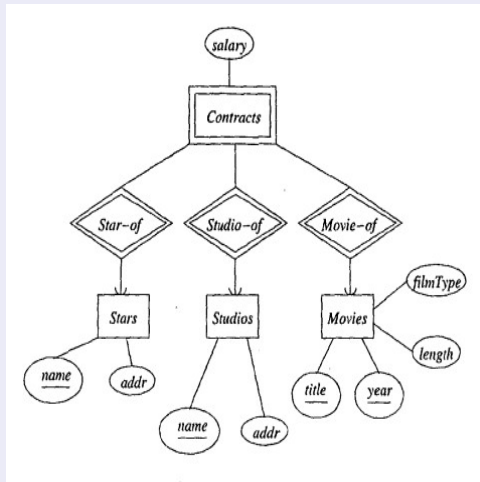 salary
Contracts
Star-of
Studio-of
Movie-of
filmType
Stars
Studios
Movies
length
name
addr
title
year
name
addr